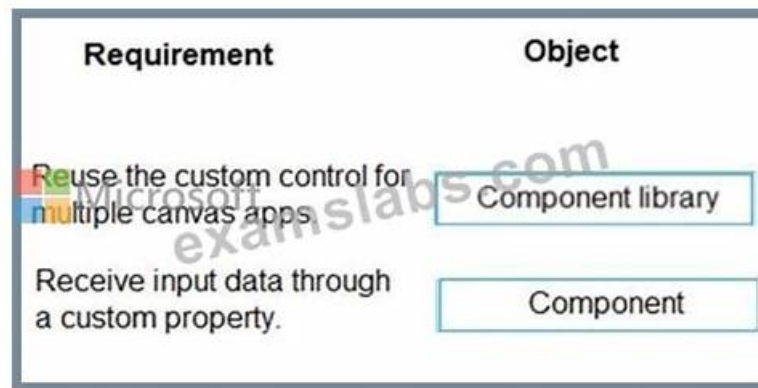 Requirement
Object
Reuse the custom control for
multiple canvas apps.
Component library
Receive input data through
a custom property.
Component
Microsoft
examslabs.com